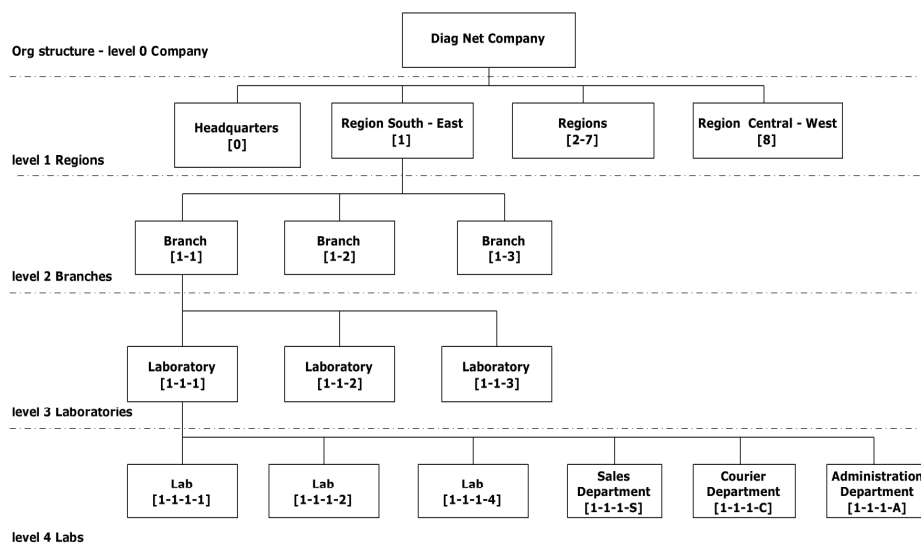 Diag Net Company
Org structure - level 0 Company
Headquarters
[0]
Region South - East
[1]
Regions
[2-7]
Region Central - West
[8]
level 1 Regions
Branch
[1-1]
Branch
[1-2]
Branch
[1-3]
level 2 Branches
Laboratory
[1-1-1]
Laboratory
[1-1-2]
Laboratory
[1-1-3]
level 3 Laboratories
Lab
[1-1-1-1]
Lab
[1-1-1-2]
Lab
[1-1-1-4]
Sales
Department
[1-1-1-S]
Courier
Department
[1-1-1-C]
Administration
Department
[1-1-1-A]
level 4 Labs